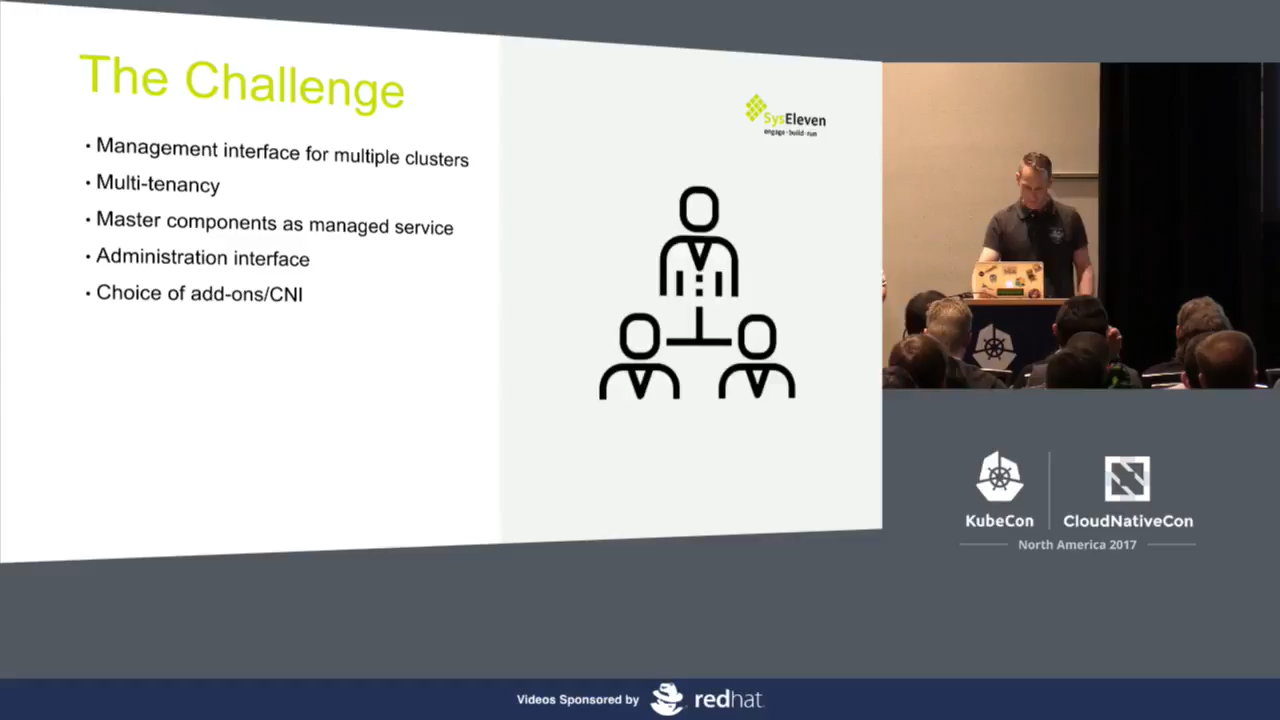 The Challenge
• Management interface for multiple clusters
• Multi-tenancy
• Master components as managed service
• Administration interface
• Choice of add-ons/CNI
SysEleven
engage·build·run
KubeCon
CloudNativeCon
North America 2017
Videos Sponsored by
redhat.